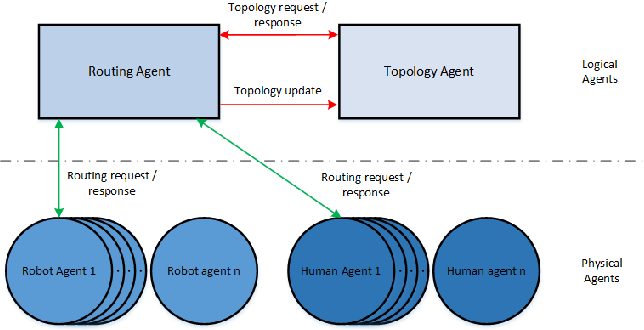 Topology request /
response
Routing Agent
Topology Agent
Logical
Agents
Topology update
Routing request /
response
Routing request /
response
Robot Agent 1
Robot agent n
Human Agent 1
Human agent n
Physical
Agents